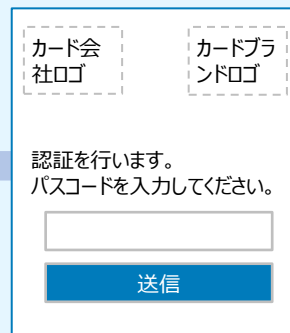 カード会
社ロゴ
カードブラ
ンドロゴ
認証を行います。
パスコードを入力してください。
送信